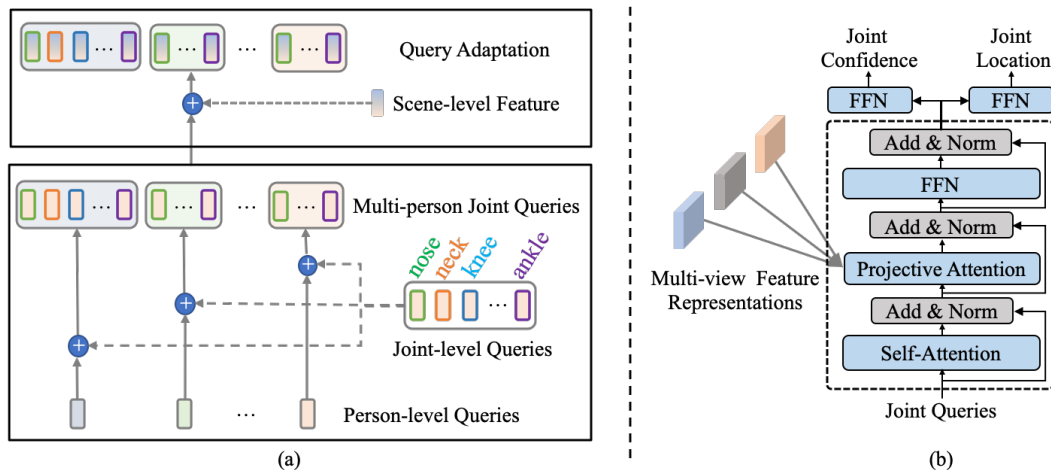 Query Adaptation
Scene-level Feature
Multi-person Joint Queries
nose
neck
knee
ankle
Joint-level Queries
Person-level Queries
(a)
Joint
Confidence
Joint
Location
FFN
FFN
Add & Norm
FFN
Add & Norm
Projective Attention
Multi-view Feature
Representations
Add & Norm
Self-Attention
Joint Queries
(b)